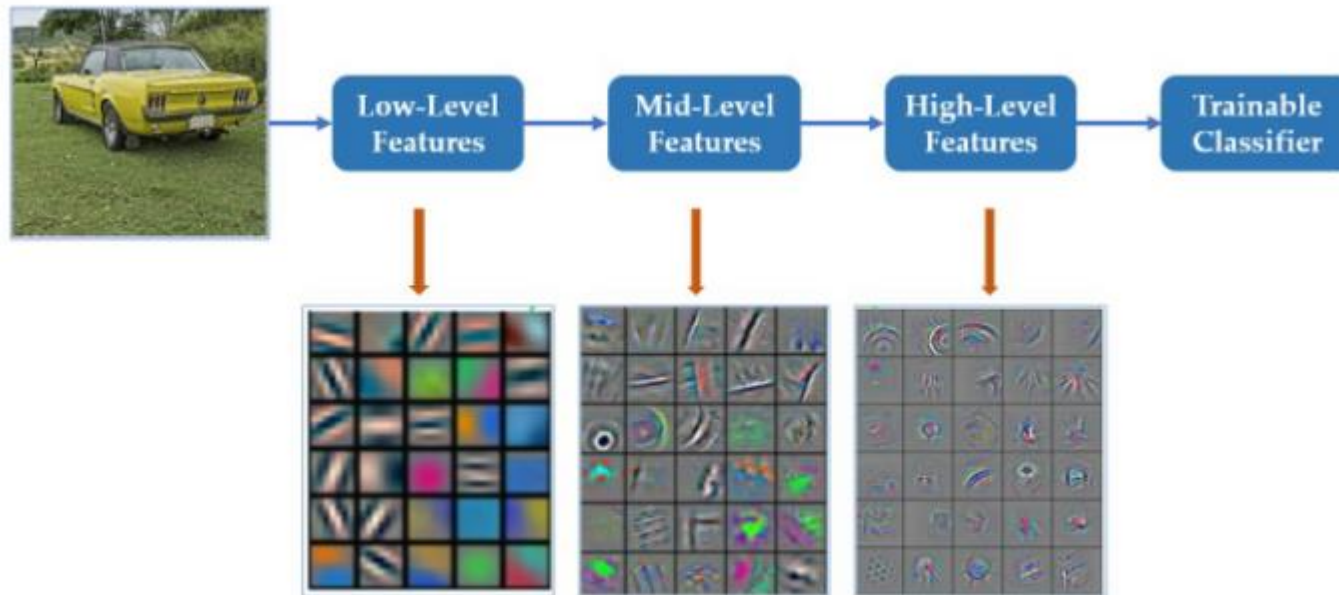 Low-Level
Features
Mid-Level
Features
High-Level
Features
Trainable
Classifier